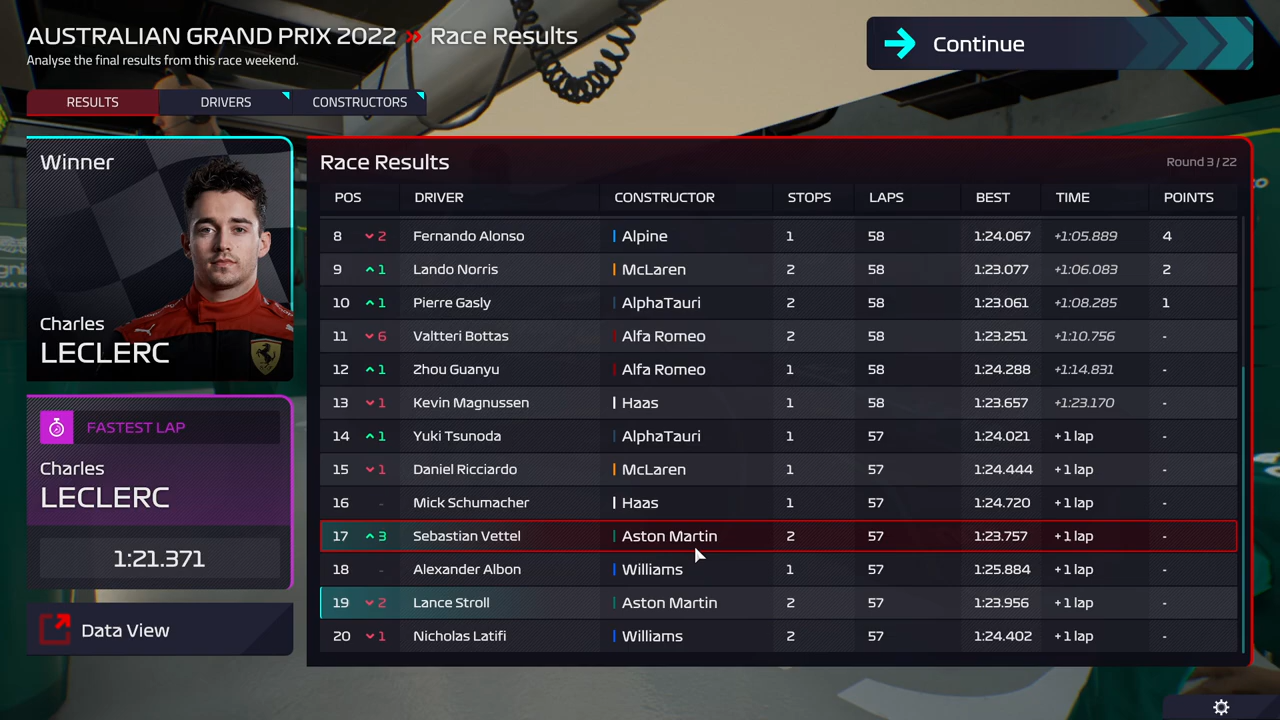 AUSTRALIAN GRAND PRIX 2022 » Race Results
Analyse the final results from this race weekend.
Continue
RESULTS DRIVERS CONSTRUCTORS
Winner
Charles
LECLERC
FASTEST LAP
Charles
LECLERC
1:21.371
Data View
Race Results Round 3 / 22
POS DRIVER CONSTRUCTOR STOPS LAPS BEST TIME POINTS
8 2 Fernando Alonso Alpine 1 58 1:24.067 +1:05.889 4
9 1 Lando Norris McLaren 2 58 1:23.077 +1:06.083 2
10 1 Pierre Gasly AlphaTauri 2 58 1:23.061 +1:08.285 1
11 6 Valtteri Bottas Alfa Romeo 2 58 1:23.251 +1:10.756 -
12 1 Zhou Guanyu Alfa Romeo 1 58 1:24.288 +1:14.831 -
13 1 Kevin Magnussen Haas 1 58 1:23.657 +1:23.170 -
14 1 Yuki Tsunoda AlphaTauri 1 57 1:24.021 + 1 lap -
15 1 Daniel Ricciardo McLaren 1 57 1:24.444 + 1 lap -
16 - Mick Schumacher Haas 1 57 1:24.720 + 1 lap -
17 3 Sebastian Vettel Aston Martin 2 57 1:23.757 + 1 lap -
18 - Alexander Albon Williams 1 57 1:25.884 + 1 lap -
19 2 Lance Stroll Aston Martin 2 57 1:23.956 + 1 lap -
20 1 Nicholas Latifi Williams 2 57 1:24.402 + 1 lap -